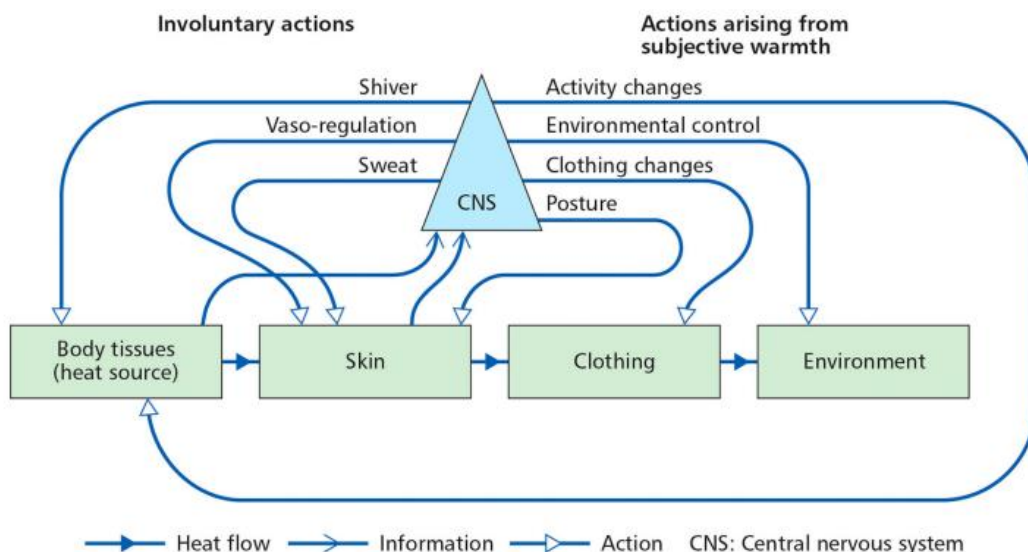 Involuntary actions
Actions arising from
subjective warmth
Shiver
Activity changes
Vaso-regulation
Environmental control
Sweat
Clothing changes
CNS
Posture
Body tissues
(heat source)
Skin
Clothing
Environment
Heat flow
Information
Action
CNS: Central nervous system